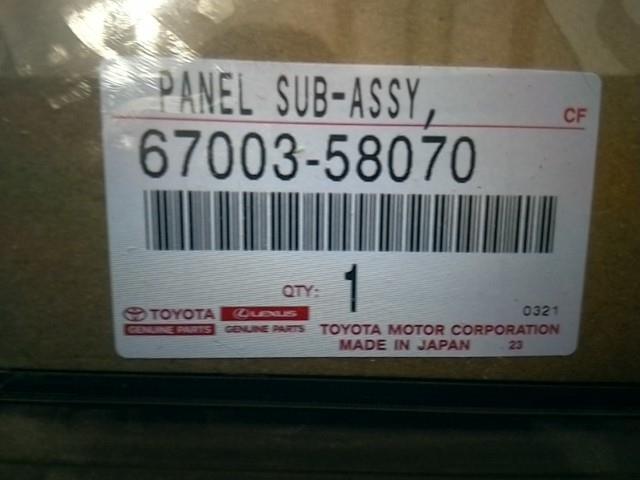 PANEL SUB-ASSY,
CF
67003-58070
QTY: 1
0321
TOYOTA LEXUS
GENUINE PARTS GENUINE PARTS
TOYOTA MOTOR CORPORATION
MADE IN JAPAN 23